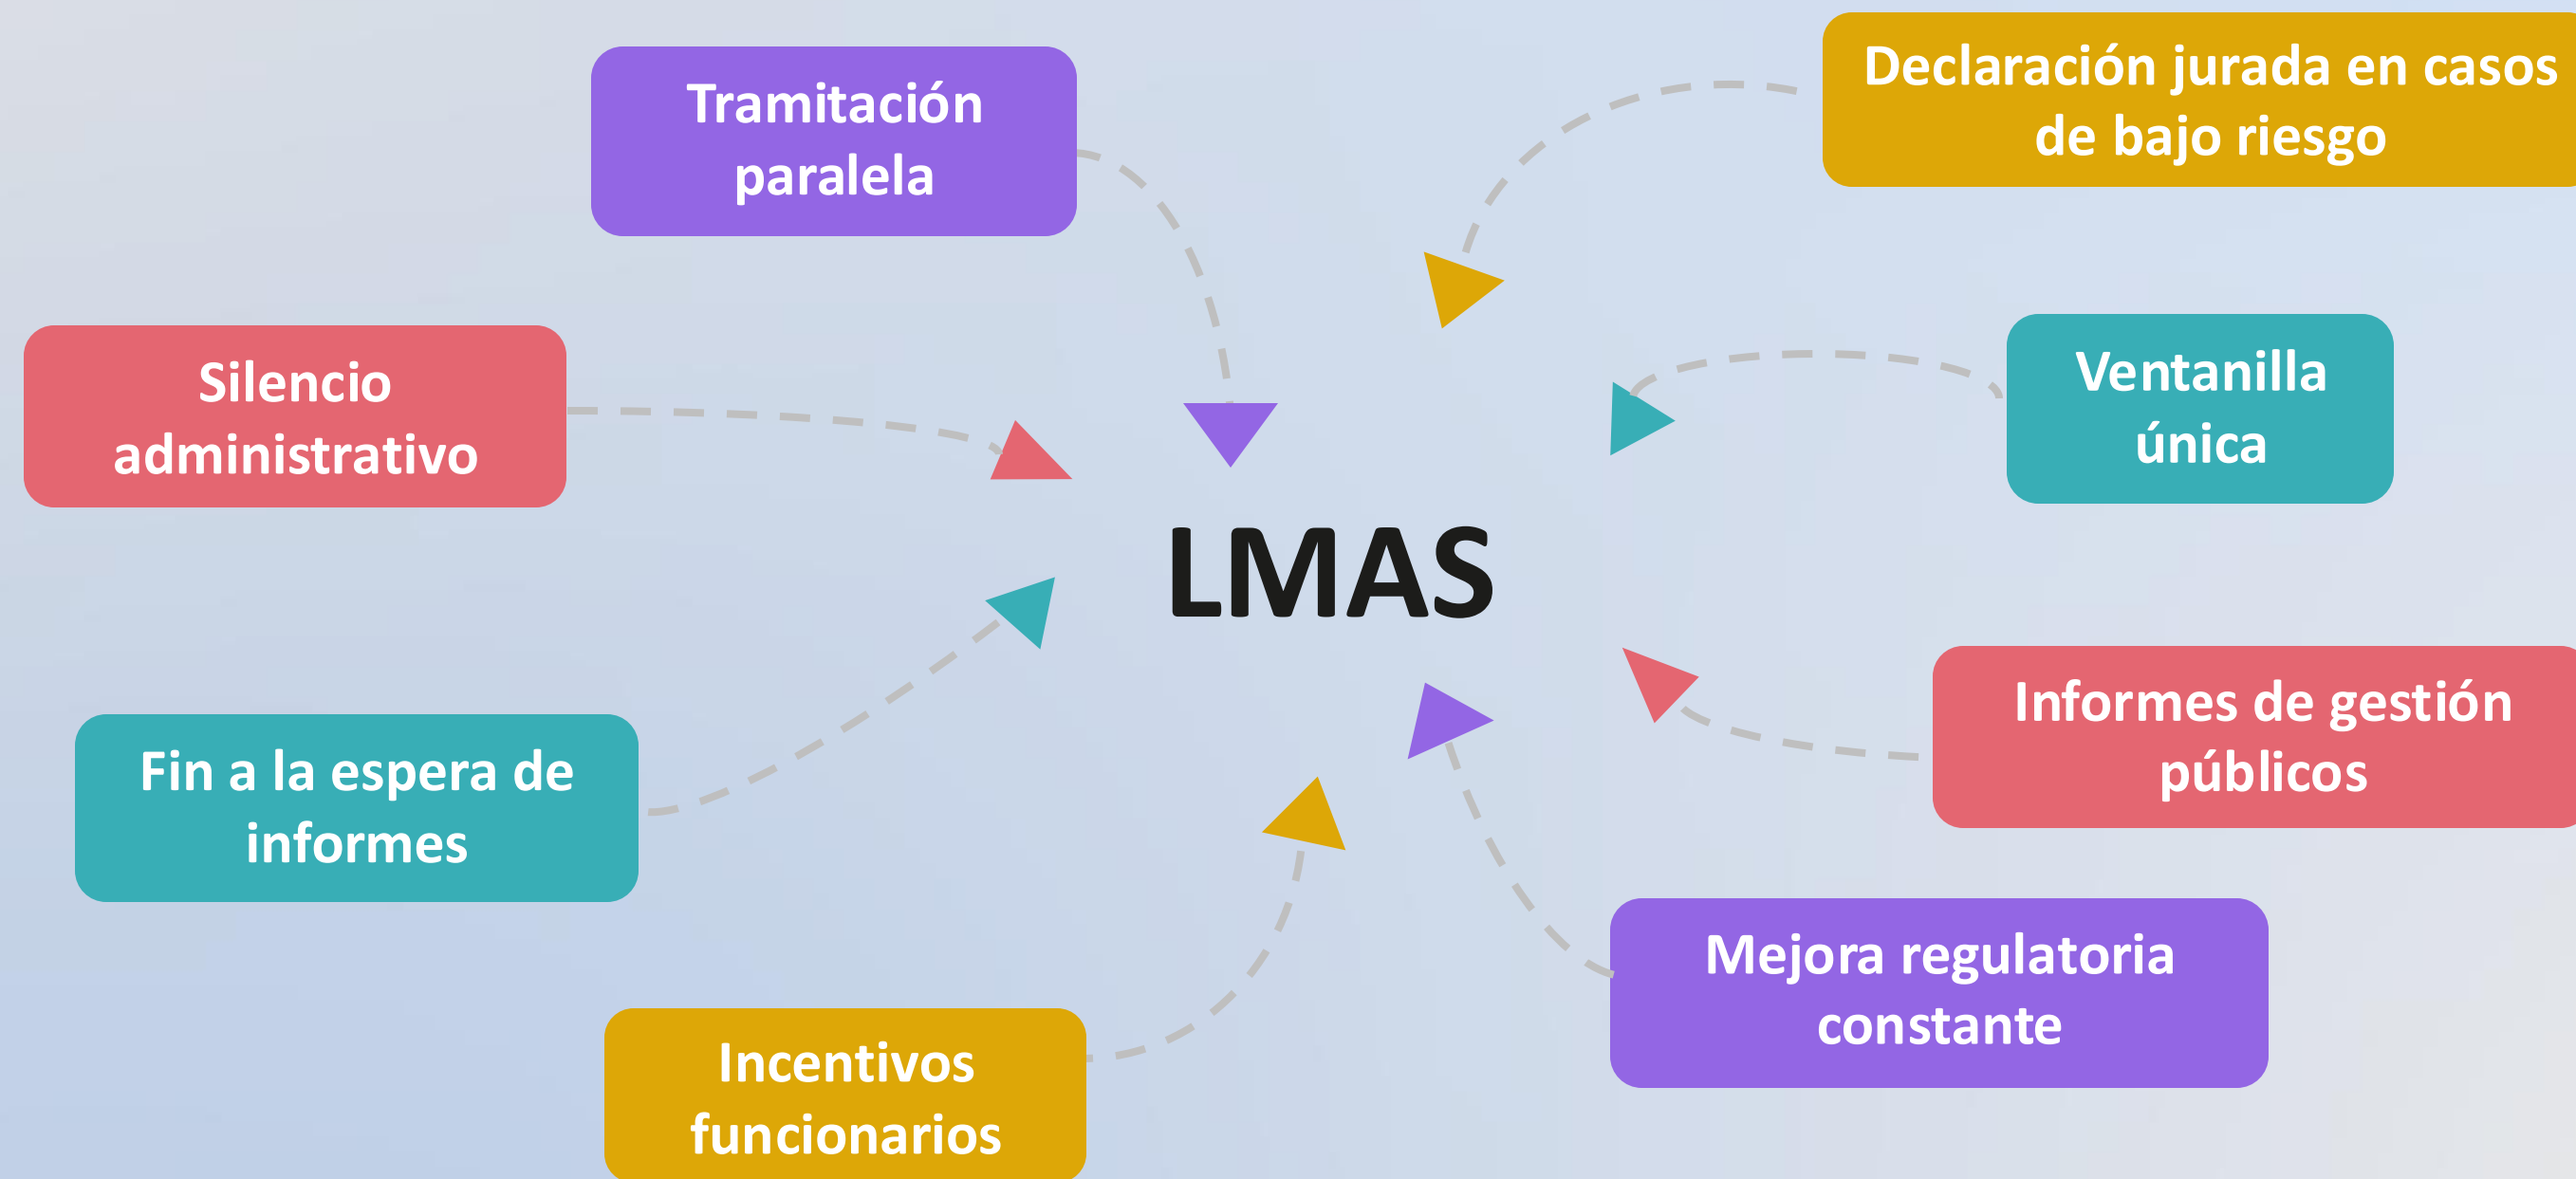 Tramitación
paralela
Declaración jurada en casos
de bajo riesgo
Silencio
administrativo
Ventanilla
única
LMAS
Fin a la espera de
informes
Informes de gestión
públicos
Mejora regulatoria
constante
Incentivos
funcionarios